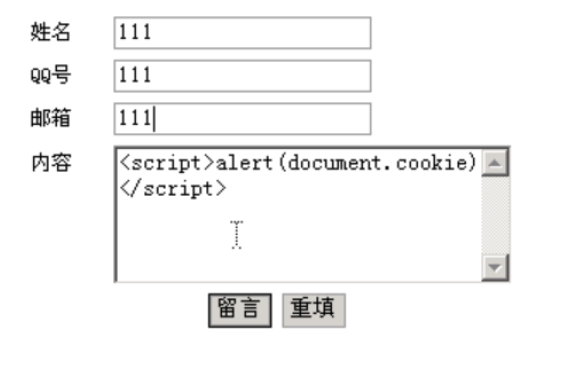 姓名 111
QQ号 111
邮箱 111
内容 <script>alert(document.cookie)
</script>
留言 重填